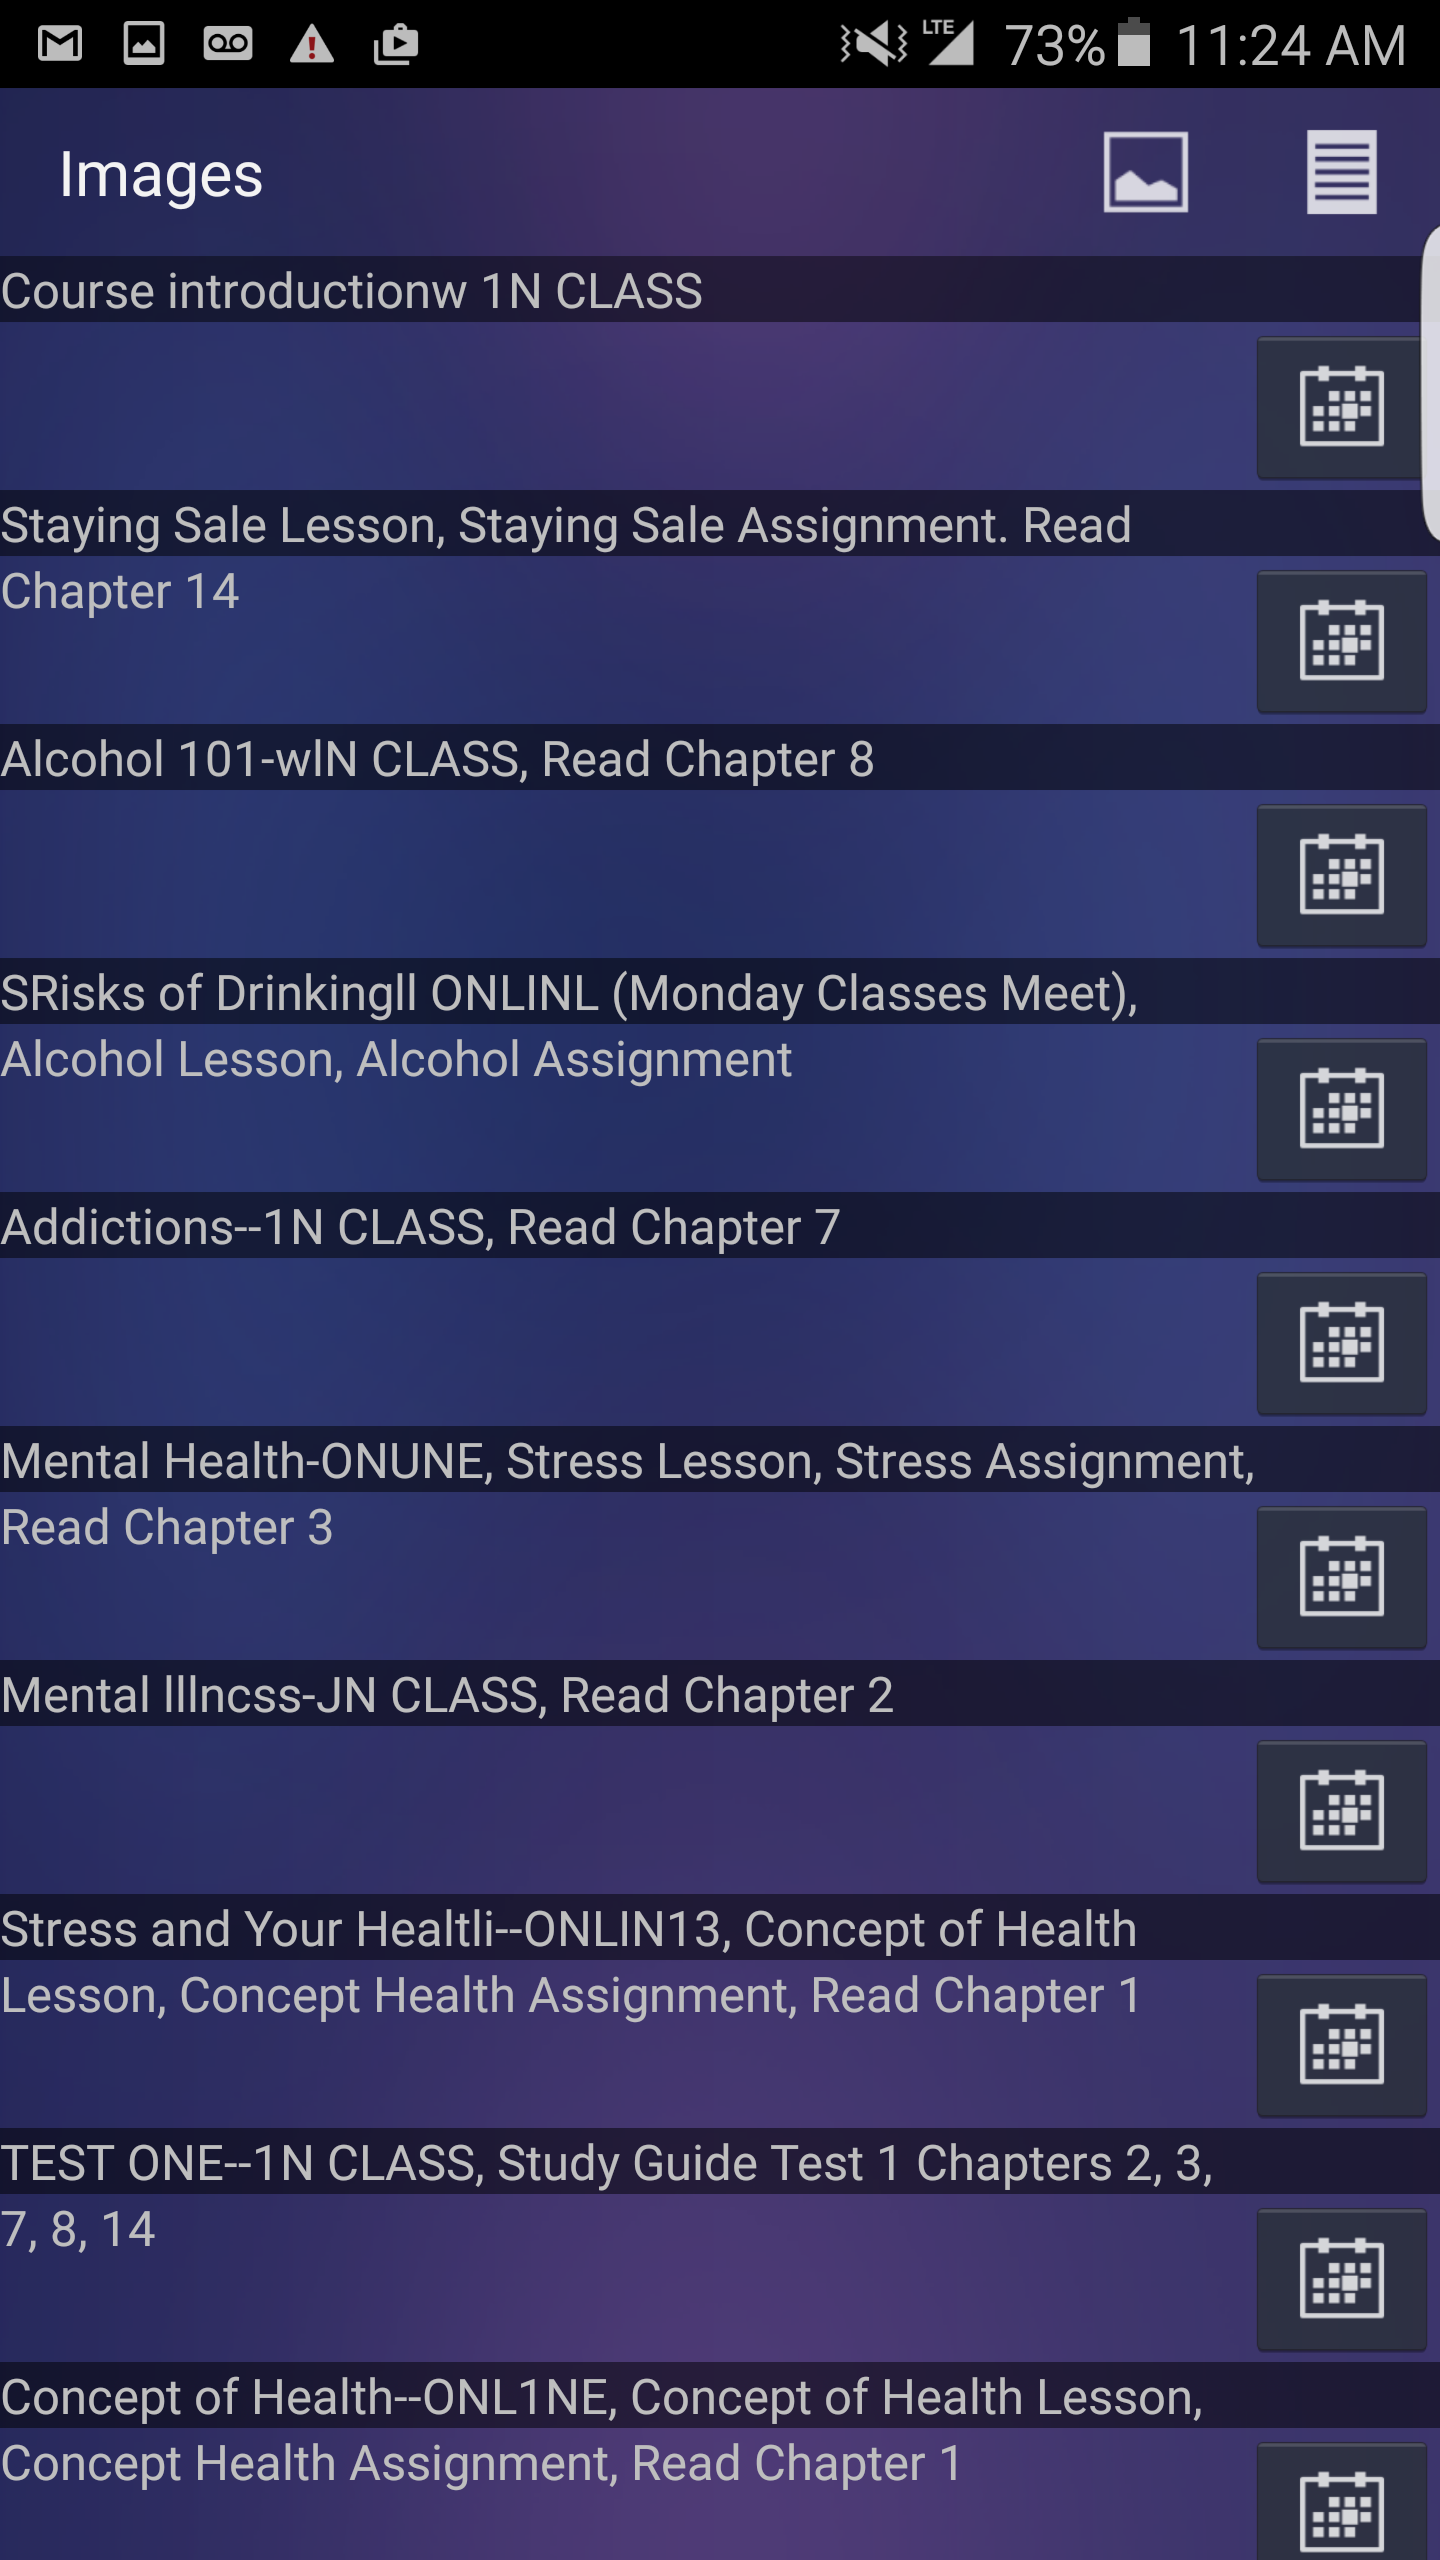 LTE 73% 11:24 AM
Images
Course introductionw 1N CLASS
Staying Sale Lesson, Staying Sale Assignment. Read
Chapter 14
Alcohol 101-wlN CLASS, Read Chapter 8
SRisks of Drinkingll ONLINL (Monday Classes Meet),
Alcohol Lesson, Alcohol Assignment
Addictions--1N CLASS, Read Chapter 7
Mental Health-ONUNE, Stress Lesson, Stress Assignment,
Read Chapter 3
Mental lllncss-JN CLASS, Read Chapter 2
Stress and Your Healtli--ONLIN13, Concept of Health
Lesson, Concept Health Assignment, Read Chapter 1
TEST ONE--1N CLASS, Study Guide Test 1 Chapters 2, 3,
7, 8, 14
Concept of Health--ONL1NE, Concept of Health Lesson,
Concept Health Assignment, Read Chapter 1